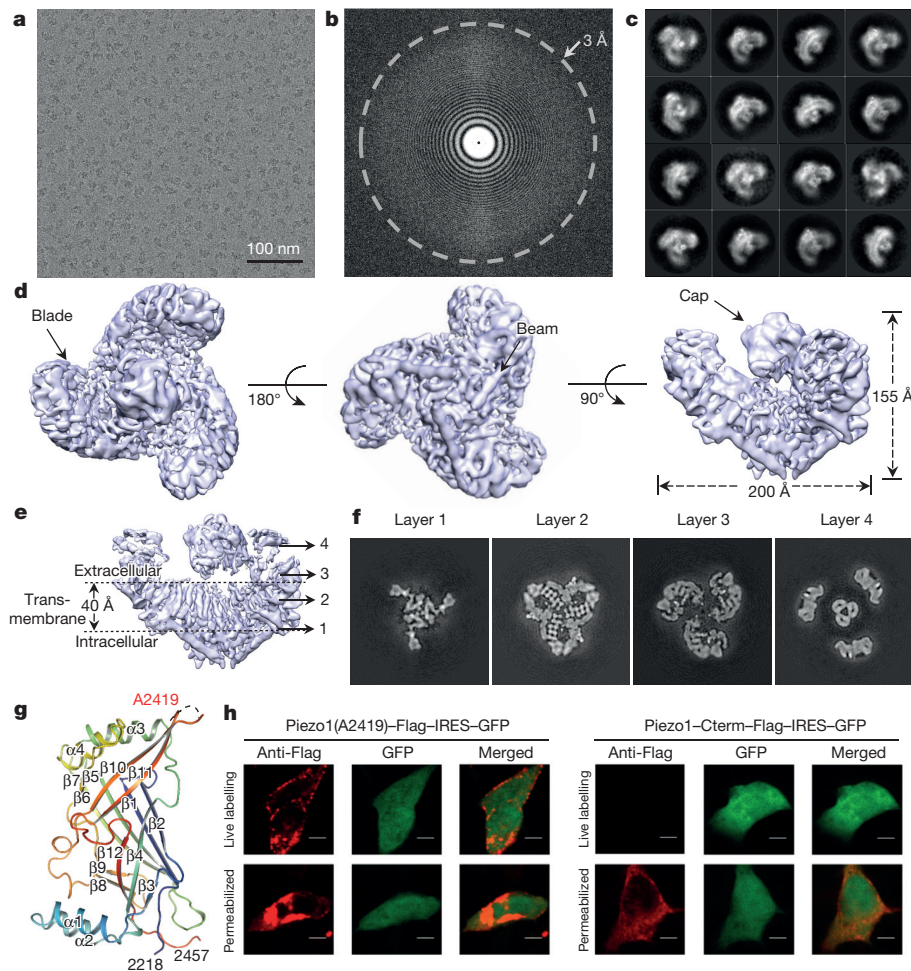 a
100 nm
b
3 Å
c
d
Blade
180°
Beam
90°
Cap
155 Å
200 Å
e
Extracellular
Trans-
membrane
40 Å
Intracellular
4
3
2
1
f
Layer 1
Layer 2
Layer 3
Layer 4
g
A2419
α3
α4
β10
β11
β7
β5
β6
β1
β2
β12
β4
β9
β8
β3
α1
α2
2218
2457
h
Piezo1(A2419)–Flag–IRES–GFP
Anti-Flag GFP Merged
Live labelling
Permeabilized
Piezo1–Cterm–Flag–IRES–GFP
Anti-Flag GFP Merged
Live labelling
Permeabilized